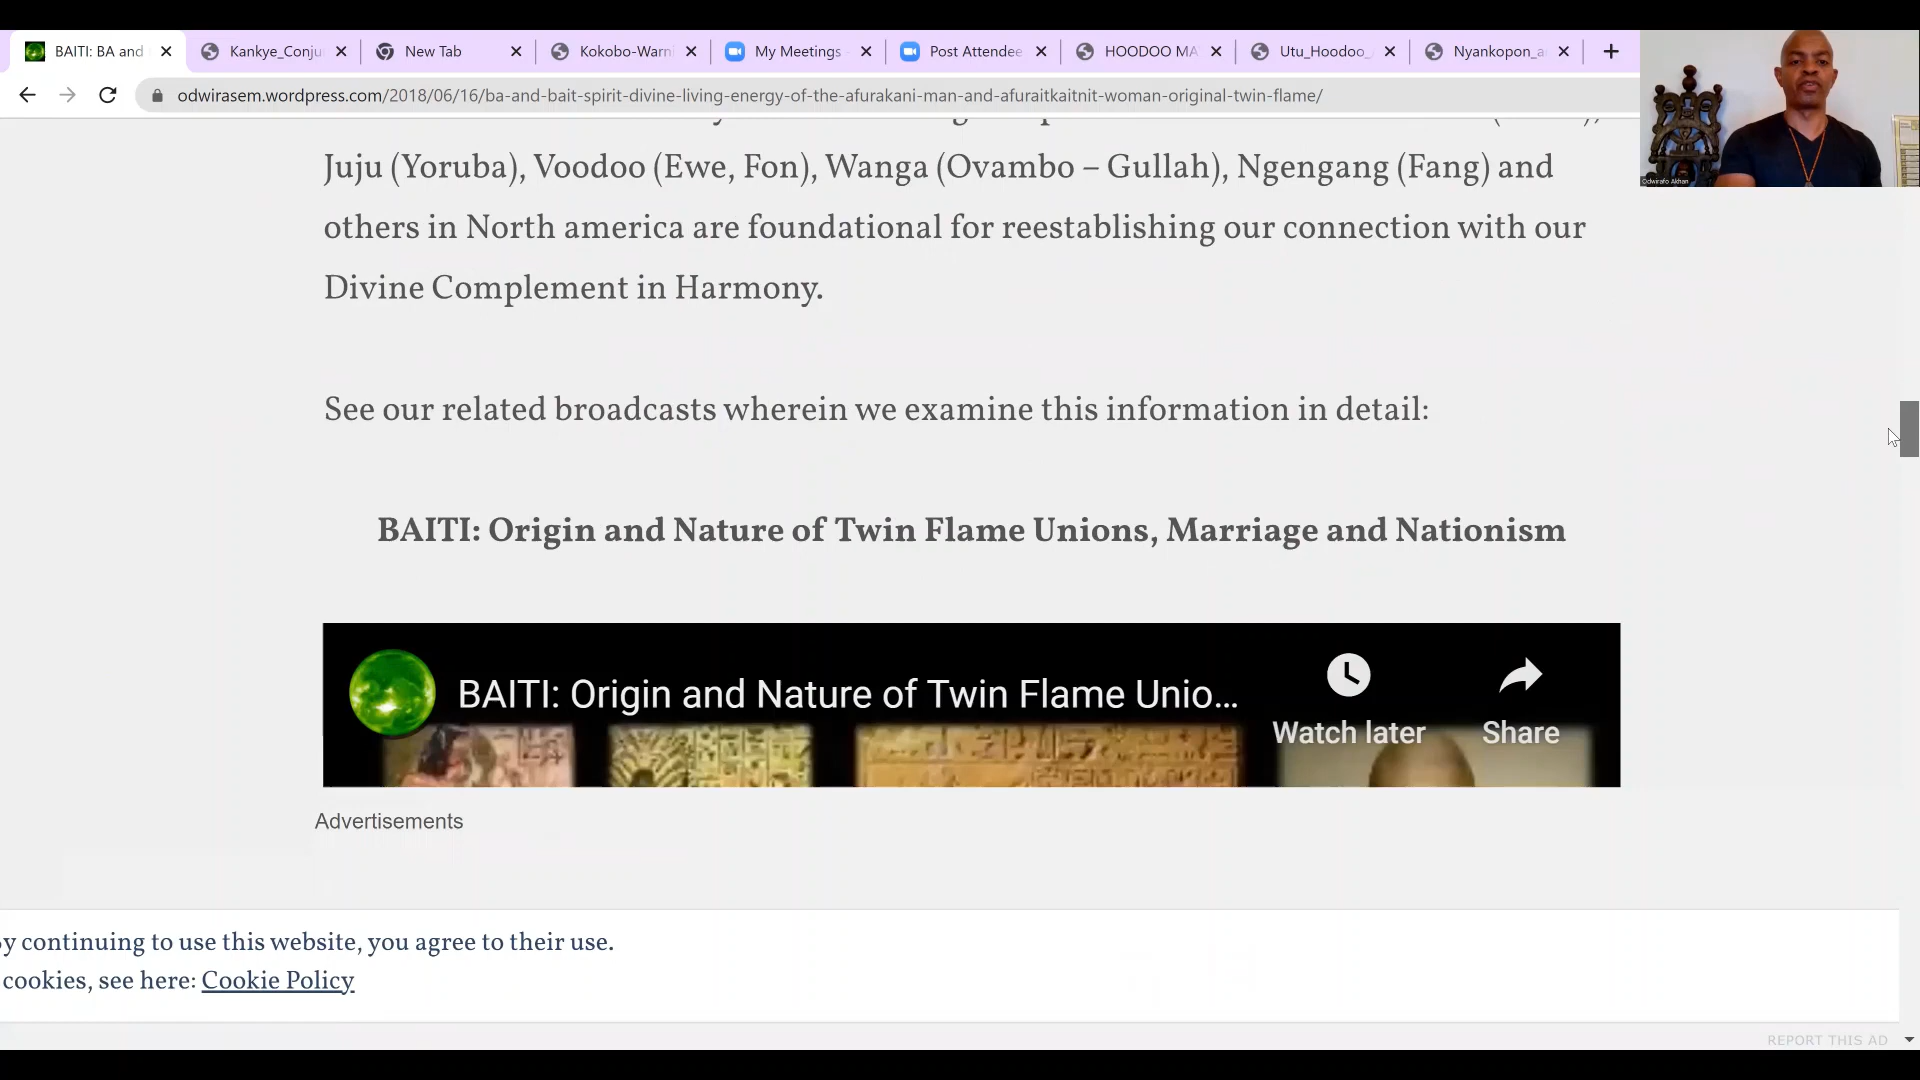 BAITI: BA and
Kankye_Conju
New Tab
Kokobo-Warni
My Meetings
Post Attendee
HOODOO MA
Utu_Hoodoo_
Nyankopon_a
odwirasem.wordpress.com/2018/06/16/ba-and-bait-spirit-divine-living-energy-of-the-afurakani-man-and-afuraitkaitnit-woman-original-twin-flame/
Odwirafo Akhan
Juju (Yoruba), Voodoo (Ewe, Fon), Wanga (Ovambo – Gullah), Ngengang (Fang) and
others in North america are foundational for reestablishing our connection with our
Divine Complement in Harmony.
See our related broadcasts wherein we examine this information in detail:
BAITI: Origin and Nature of Twin Flame Unions, Marriage and Nationism
BAITI: Origin and Nature of Twin Flame Unio...
Watch later
Share
Advertisements
y continuing to use this website, you agree to their use.
cookies, see here: Cookie Policy
REPORT THIS AD